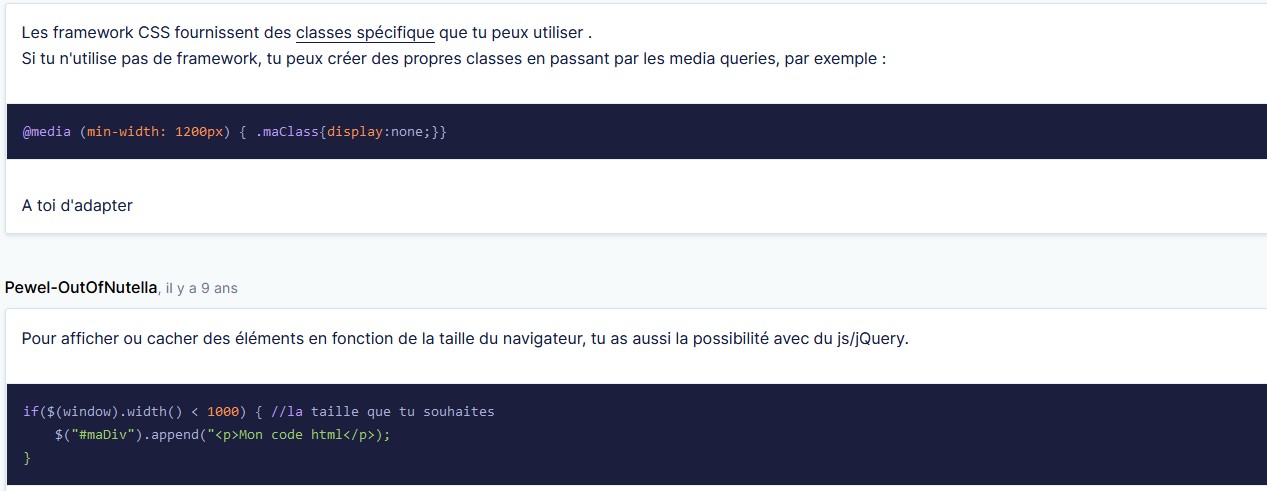 Les framework CSS fournissent des classes spécifique que tu peux utiliser .
Si tu n'utilise pas de framework, tu peux créer des propres classes en passant par les media queries, par exemple :
@media (min-width: 1200px) { .maClass{display:none;}}
A toi d'adapter
Pewel-OutOfNutella, il y a 9 ans
Pour afficher ou cacher des éléments en fonction de la taille du navigateur, tu as aussi la possibilité avec du js/jQuery.
if($(window).width() < 1000) { //la taille que tu souhaites
    $("#maDiv").append("<p>Mon code html</p>);
}